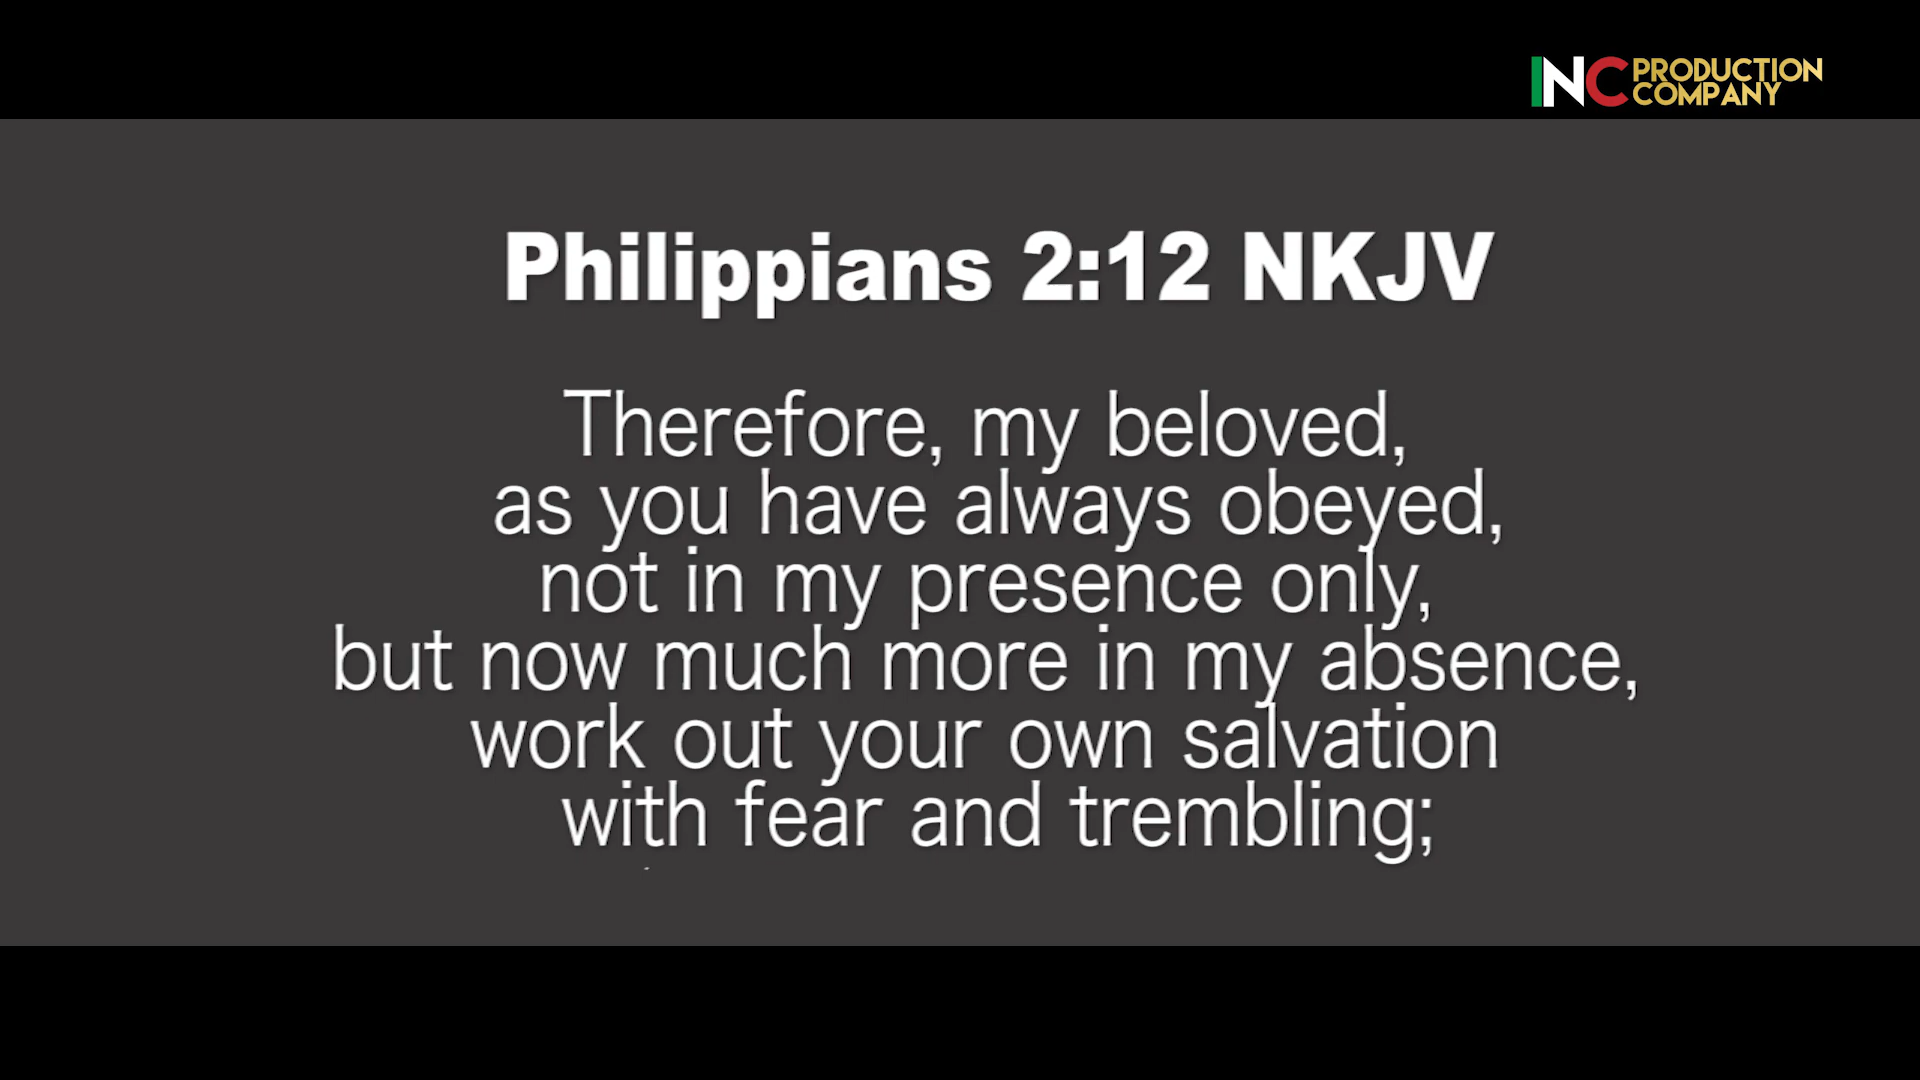 INC PRODUCTION
COMPANY
Philippians 2:12 NKJV
Therefore, my beloved,
as you have always obeyed,
not in my presence only,
but now much more in my absence,
work out your own salvation
with fear and trembling;